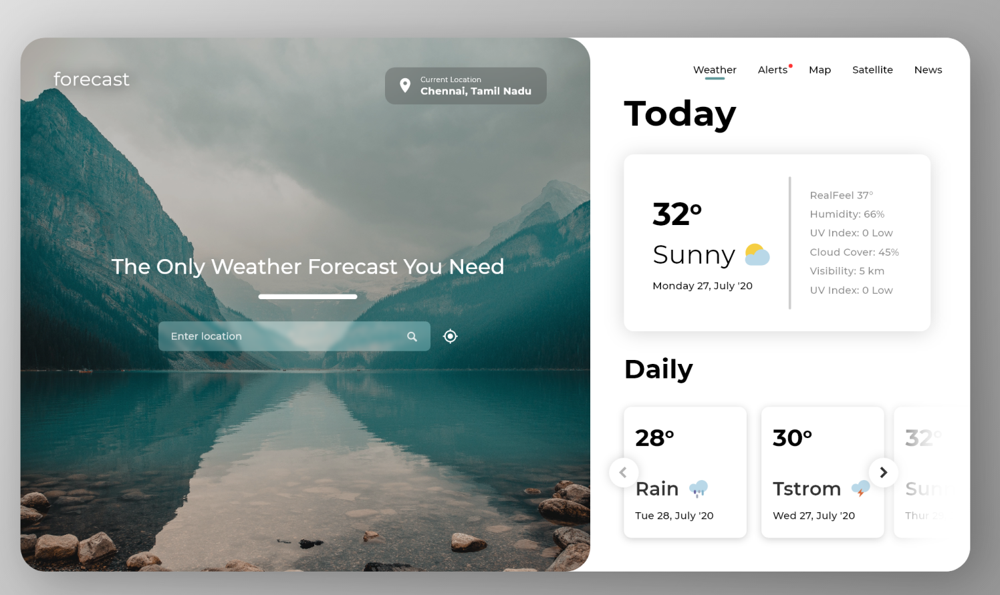 forecast
Current Location
Chennai, Tamil Nadu
The Only Weather Forecast You Need
Enter location
Weather Alerts Map Satellite News
Today
32°
Sunny
Monday 27, July '20
RealFeel 37°
Humidity: 66%
UV Index: 0 Low
Cloud Cover: 45%
Visibility: 5 km
UV Index: 0 Low
Daily
28°
Rain
Tue 28, July '20
30°
Tstrom
Wed 27, July '20
32°
Thur